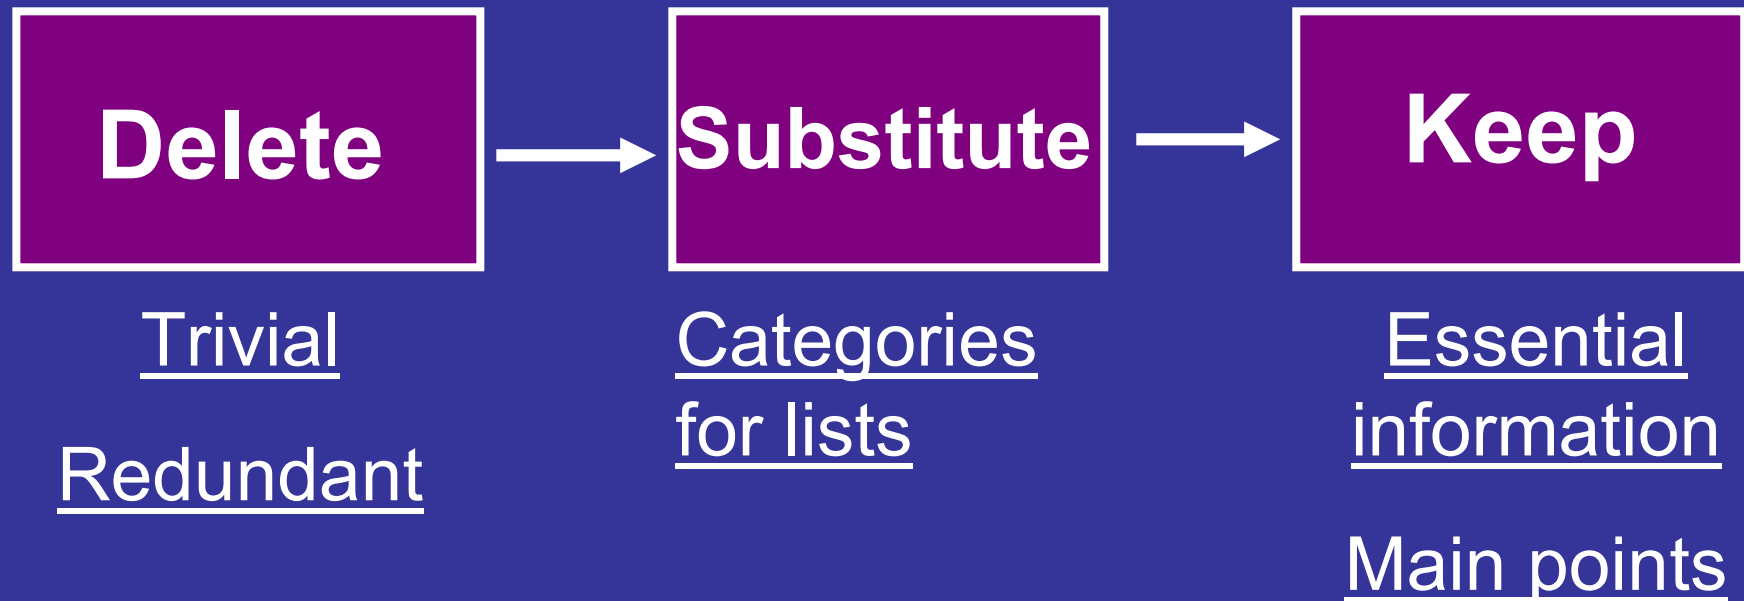 Delete
Substitute
Keep
Trivial
Redundant
Categories
for lists
Essential
information
Main points